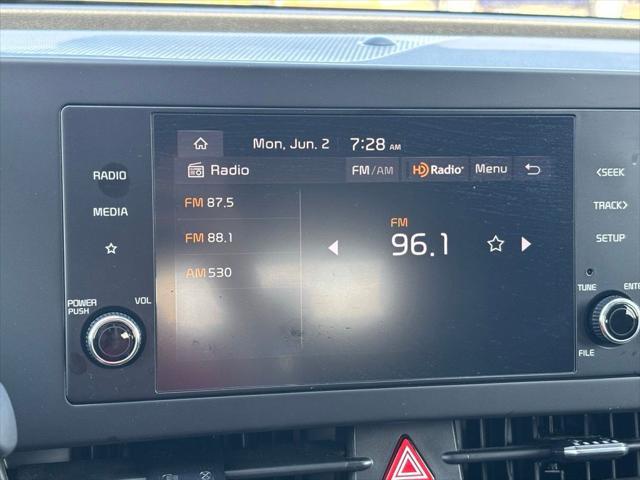 Mon, Jun. 2 7:28 AM
Radio FM/AM HD Radio Menu
FM 87.5
FM 88.1
AM 530
FM
96.1
RADIO
MEDIA
POWER
PUSH
VOL
<SEEK
TRACK>
SETUP
TUNE
ENTE
FILE